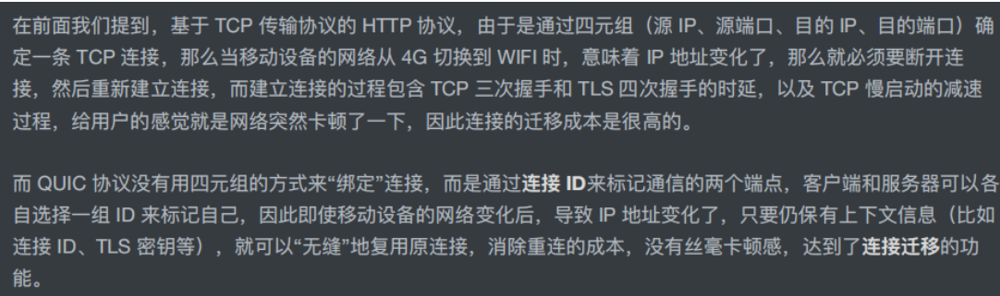 在前面我们提到，基于 TCP 传输协议的 HTTP 协议，由于是通过四元组（源 IP、源端口、目的 IP、目的端口）确
定一条 TCP 连接，那么当移动设备的网络从 4G 切换到 WIFI 时，意味着 IP 地址变化了，那么就必须要断开连
接，然后重新建立连接，而建立连接的过程包含 TCP 三次握手和 TLS 四次握手的时延，以及 TCP 慢启动的减速
过程，给用户的感觉就是网络突然卡顿了一下，因此连接的迁移成本是很高的。
而 QUIC 协议没有用四元组的方式来“绑定”连接，而是通过连接 ID来标记通信的两个端点，客户端和服务器可以各
自选择一组 ID 来标记自己，因此即使移动设备的网络变化后，导致 IP 地址变化了，只要仍保有上下文信息（比如
连接 ID、TLS 密钥等），就可以“无缝”地复用原连接，消除重连的成本，没有丝毫卡顿感，达到了连接迁移的功
能。